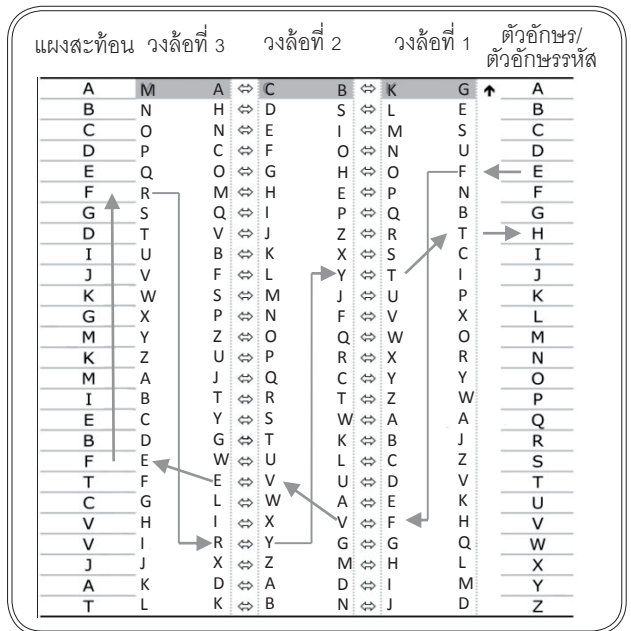 แผงสะท้อน วงล้อที่ 3 วงล้อที่ 2 วงล้อที่ 1 ตัวอักษร/
ตัวอักษรรหัส
A M A ⇔ C B ⇔ K G ↑ A
B N H ⇔ D S ⇔ L E B
C O N ⇔ E I ⇔ M S C
D P C ⇔ F O ⇔ N U D
E Q O ⇔ G H ⇔ O F E
F R M ⇔ H E ⇔ P N F
G S Q ⇔ I P ⇔ Q B G
D T V ⇔ J Z ⇔ R T H
I U B ⇔ K X ⇔ S C I
J V F ⇔ L Y ⇔ T I J
K W S ⇔ M J ⇔ U P K
G X P ⇔ N F ⇔ V X L
M Y Z ⇔ O Q ⇔ W O M
K Z U ⇔ P R ⇔ X R N
M A J ⇔ Q C ⇔ Y Y O
I B T ⇔ R T ⇔ Z W P
E C Y ⇔ S W ⇔ A A Q
B D G ⇔ T K ⇔ B J R
F E W ⇔ U L ⇔ C Z S
T F E ⇔ V U ⇔ D V T
C G L ⇔ W A ⇔ E K U
V H I ⇔ X V ⇔ F H V
V I R ⇔ Y G ⇔ G Q W
J J X ⇔ Z M ⇔ H L X
A K D ⇔ A D ⇔ I M Y
T L K ⇔ B N ⇔ J D Z